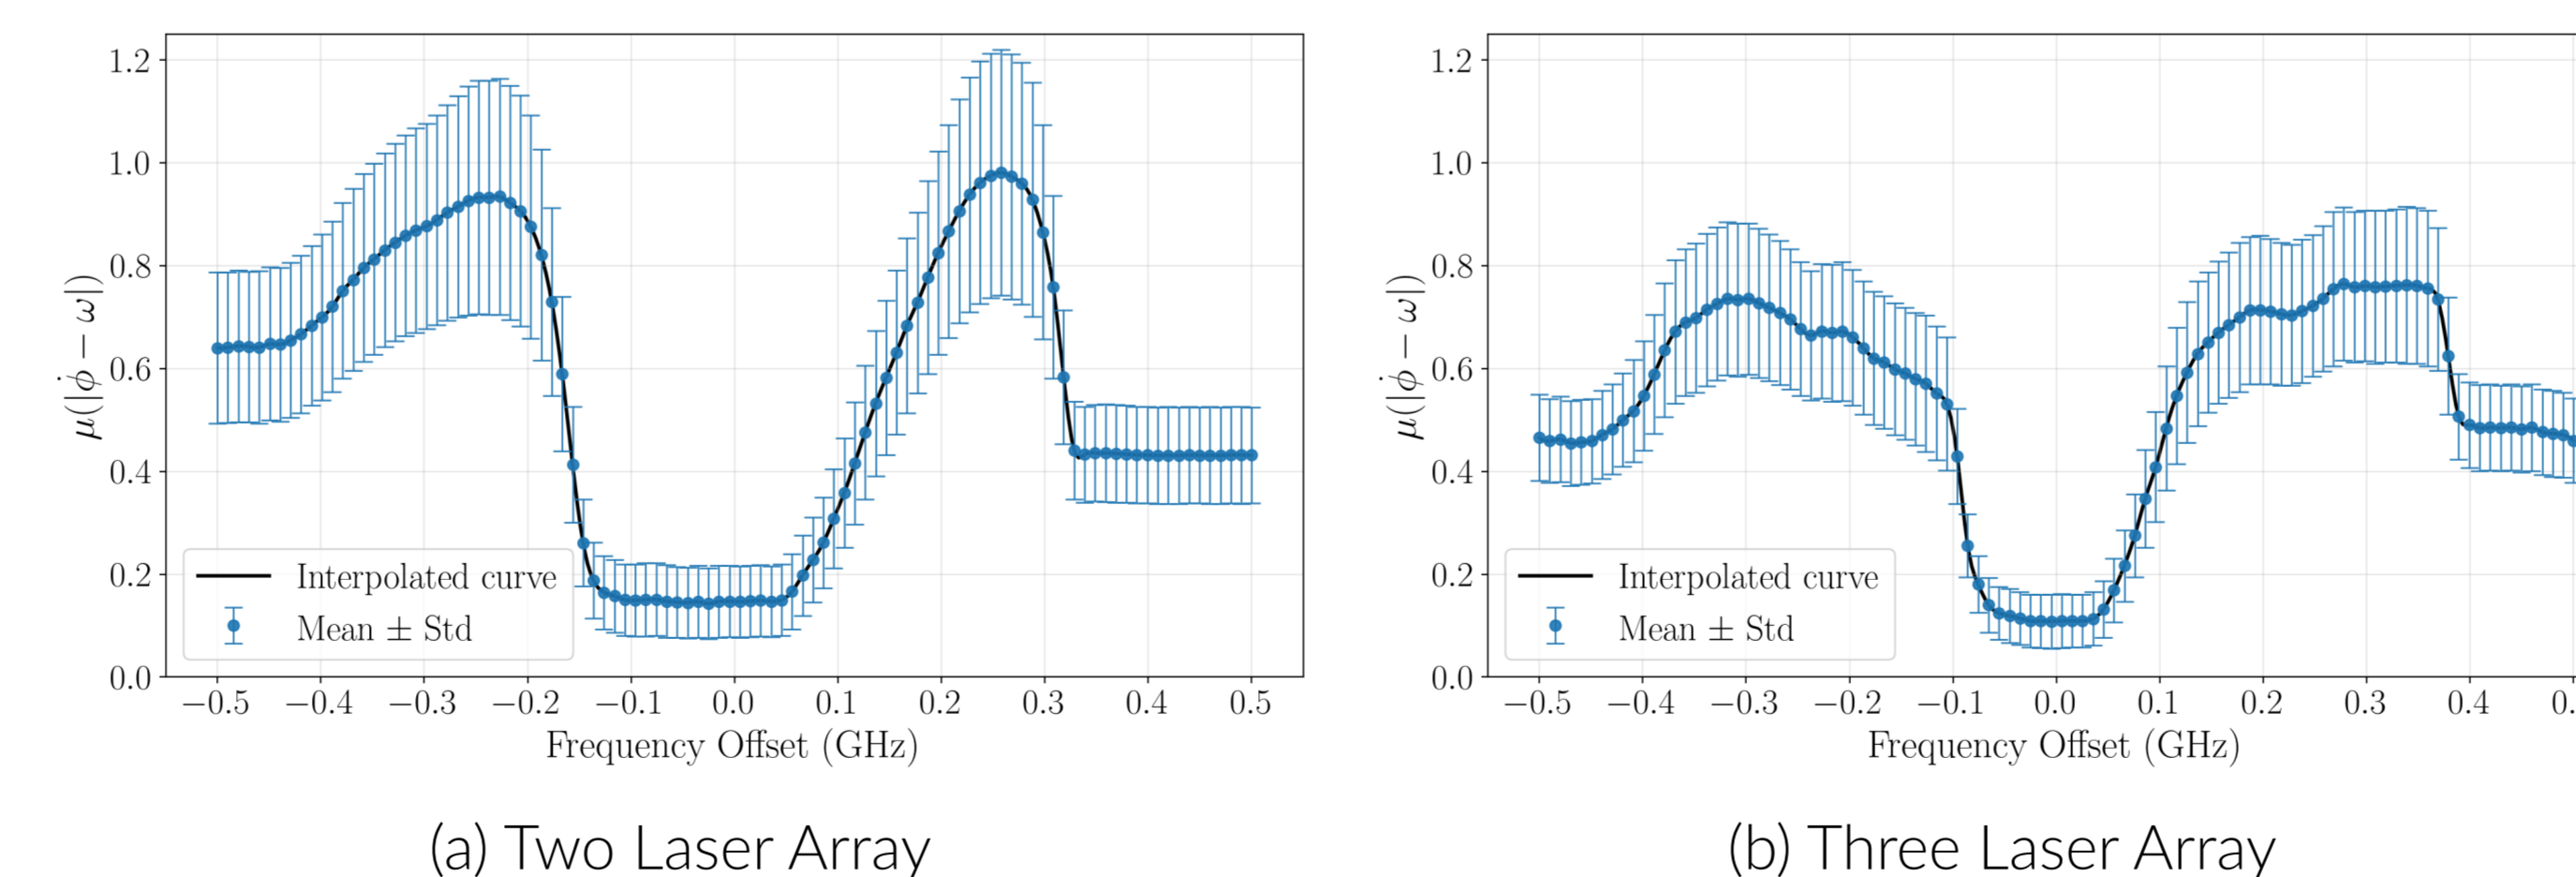 1.2
1.0
0.8
0.6
0.4
0.2
0.0
μ(|φ̇ − ω|)
Interpolated curve
Mean ± Std
−0.5 −0.4 −0.3 −0.2 −0.1 0.0 0.1 0.2 0.3 0.4 0.5
Frequency Offset (GHz)
(a) Two Laser Array
1.2
1.0
0.8
0.6
0.4
0.2
0.0
μ(|φ̇ − ω|)
Interpolated curve
Mean ± Std
−0.5 −0.4 −0.3 −0.2 −0.1 0.0 0.1 0.2 0.3 0.4 0.
Frequency Offset (GHz)
(b) Three Laser Array